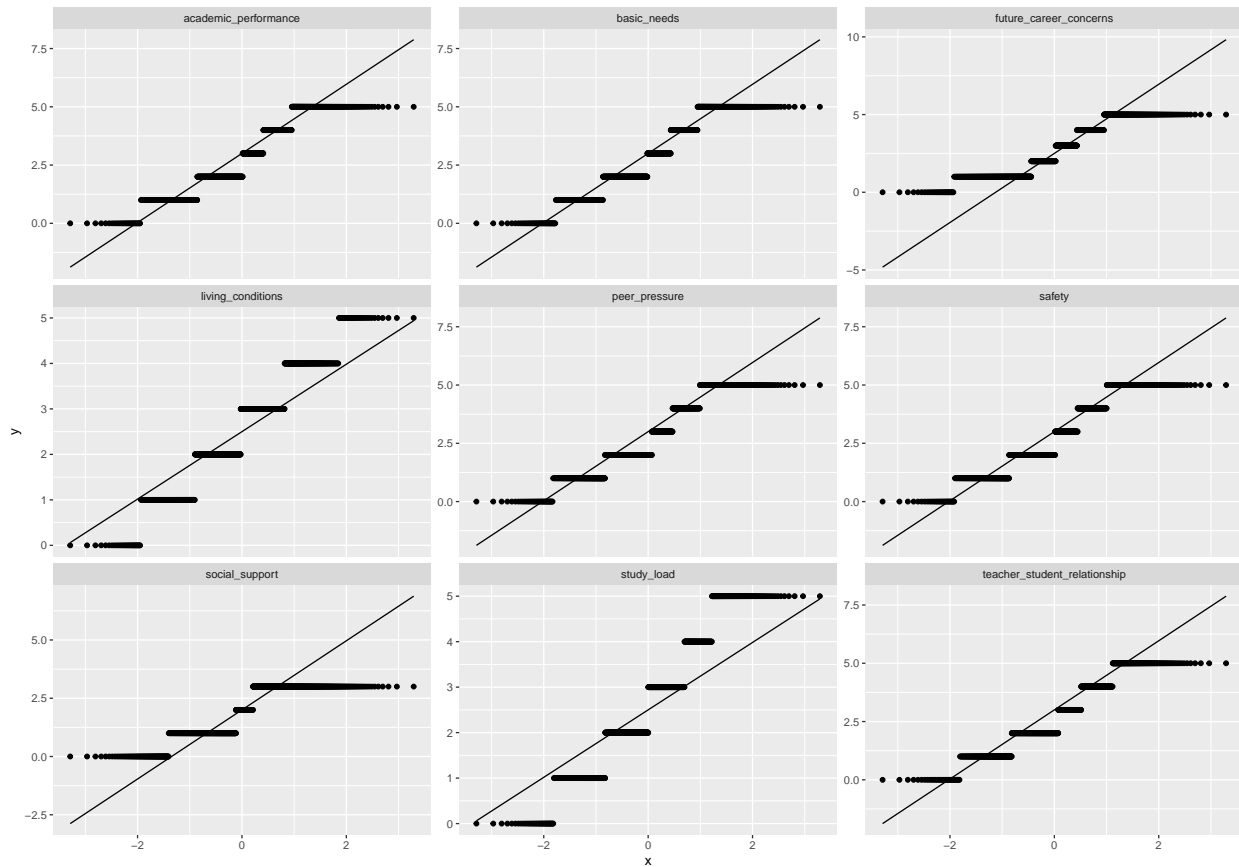 academic_performance basic_needs future_career_concerns
7.5 7.5 10
5.0 5.0 5
2.5 2.5 0
0.0 0.0 −5
living_conditions peer_pressure safety
5 7.5 7.5
4 5.0 5.0
3 2.5 2.5
2 0.0 0.0
1
0
y
social_support study_load teacher_student_relationship
5.0 5 7.5
2.5 4 5.0
0.0 3 2.5
−2.5 2 0.0
1
0
−2 0 2 −2 0 2 −2 0 2
x